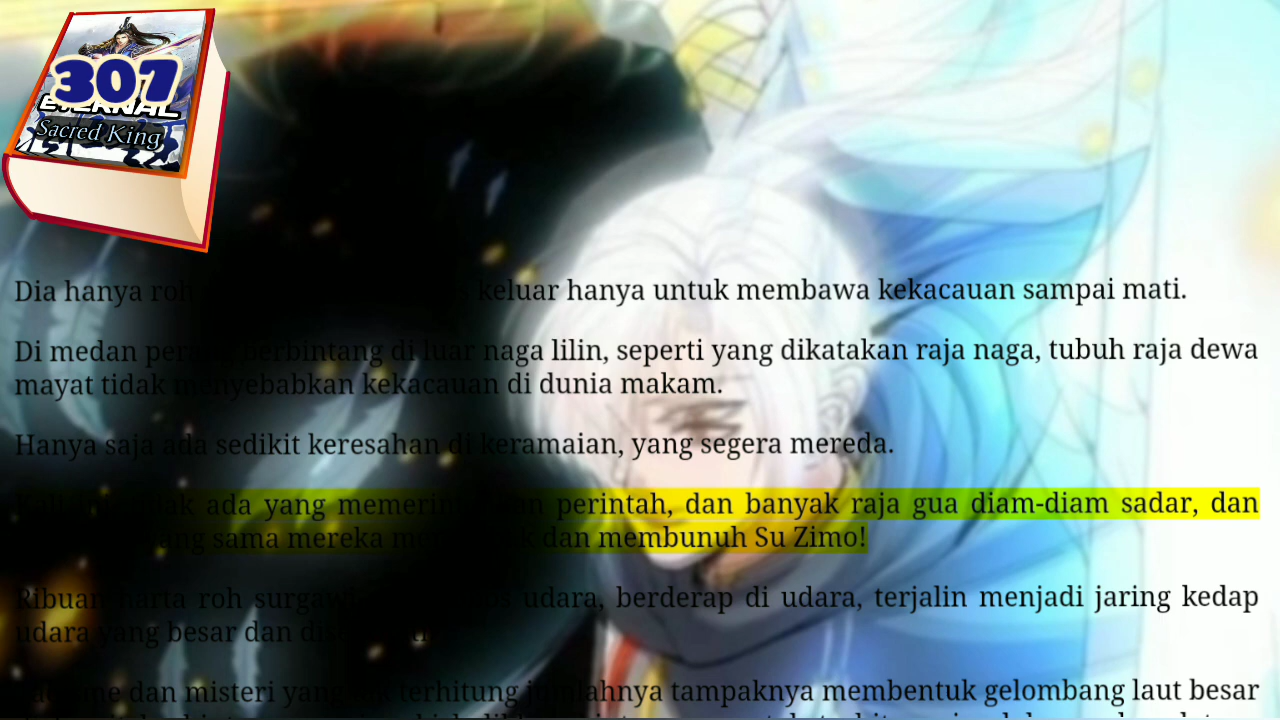 307
ETERNAL
Sacred King
Dia hanya roh keluar hanya untuk membawa kekacauan sampai mati.
Di medan perang berbintang di luar naga lilin, seperti yang dikatakan raja naga, tubuh raja dewa
mayat tidak menyebabkan kekacauan di dunia makam.
Hanya saja ada sedikit keresahan di keramaian, yang segera mereda.
ada yang perintah, dan banyak raja gua diam-diam sadar, dan
sama mereka dan membunuh Su Zimo!
Ribuan harta roh udara, berderap di udara, terjalin menjadi jaring kedap
udara yang besar dan
dan misteri yang terhitung jumlahnya tampaknya membentuk gelombang laut besar